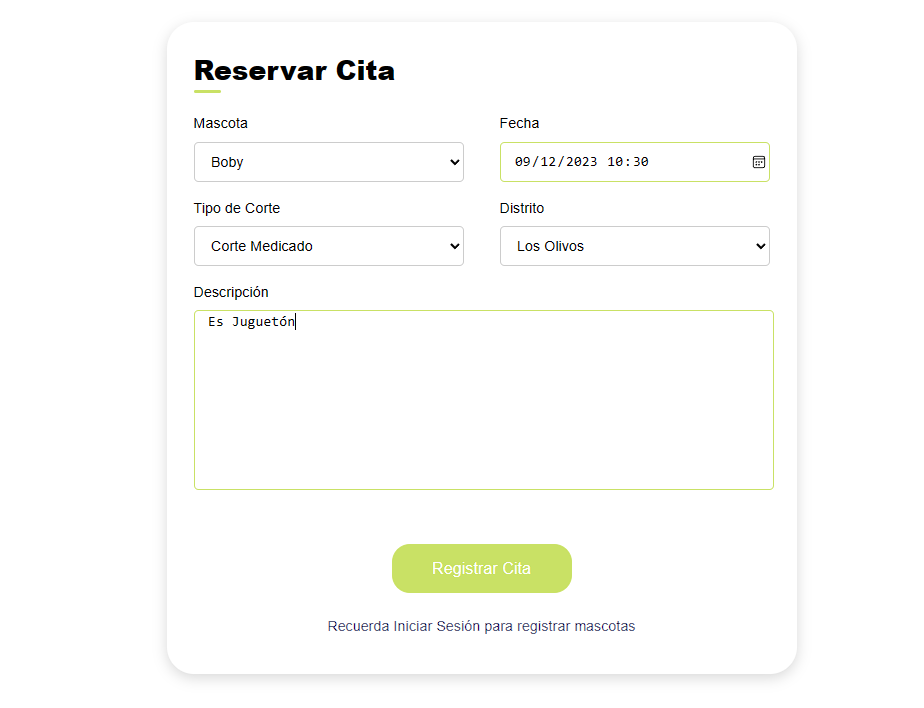 Reservar Cita
Mascota
Fecha
Boby
09/12/2023 10:30
Tipo de Corte
Distrito
Corte Medicado
Los Olivos
Descripción
Es Juguetón
Registrar Cita
Recuerda Iniciar Sesión para registrar mascotas